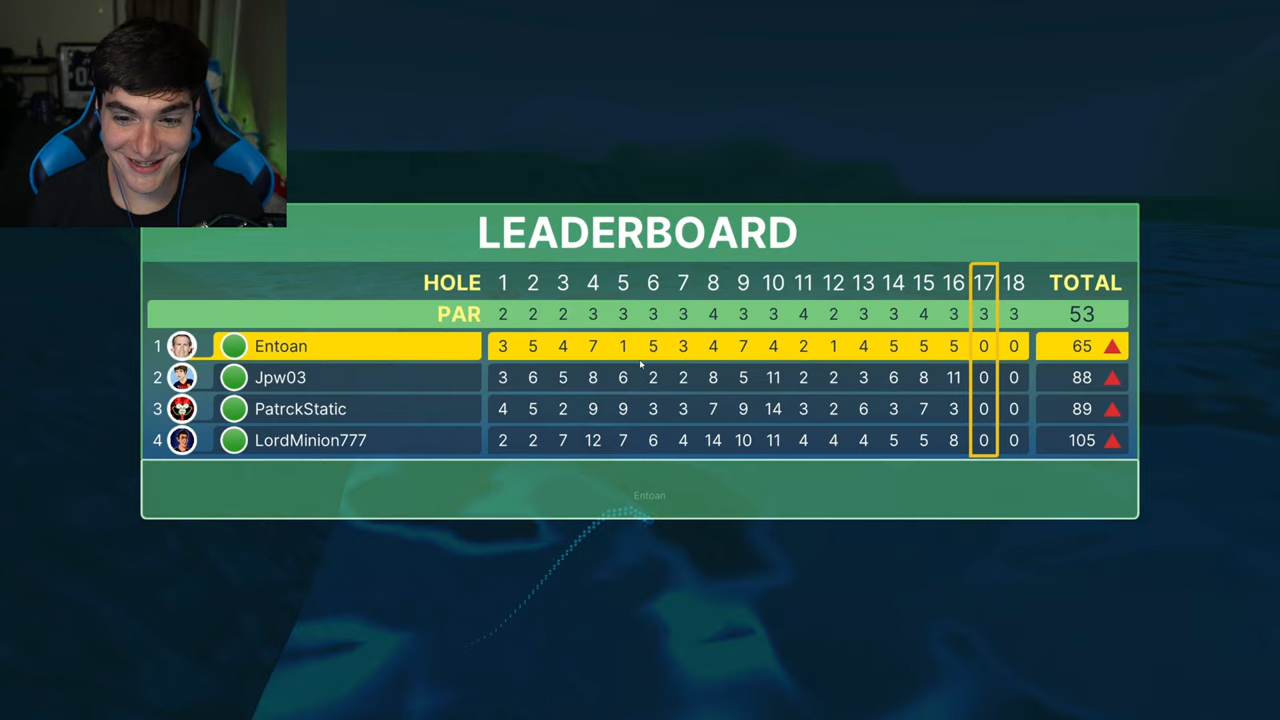 LEADERBOARD
HOLE 1 2 3 4 5 6 7 8 9 10 11 12 13 14 15 16 17 18 TOTAL
PAR 2 2 2 3 3 3 3 4 3 3 4 2 3 3 4 3 3 3 53
1 Entoan 3 5 4 7 1 5 3 4 7 4 2 1 4 5 5 5 0 0 65
2 Jpw03 3 6 5 8 6 2 2 8 5 11 2 2 3 6 8 11 0 0 88
3 PatrckStatic 4 5 2 9 9 3 3 7 9 14 3 2 6 3 7 3 0 0 89
4 LordMinion777 2 2 7 12 7 6 4 14 10 11 4 4 4 5 5 8 0 0 105
Entoan